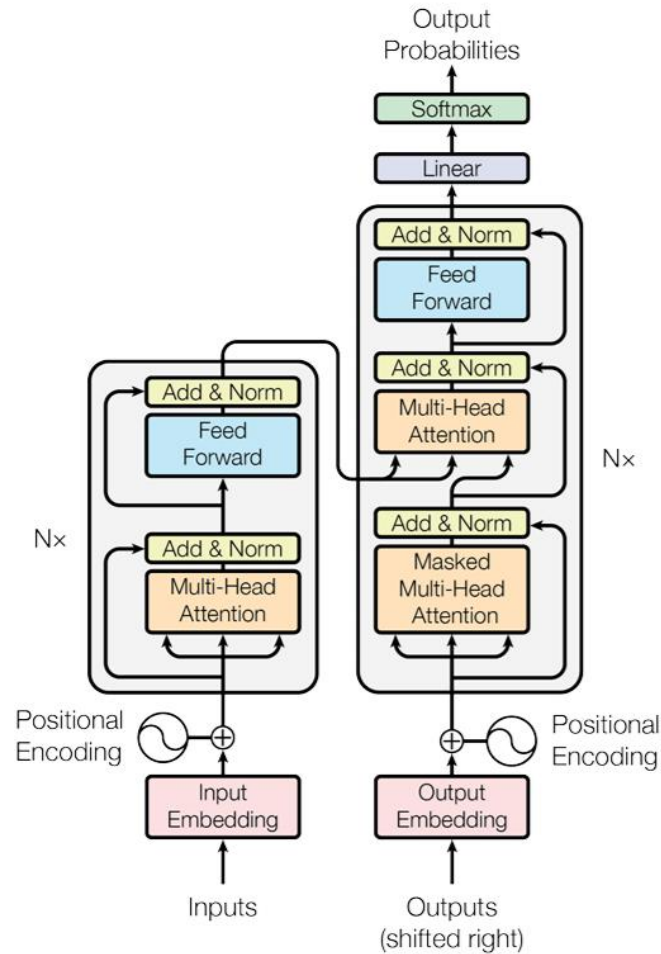 Output
Probabilities
Softmax
Linear
Add & Norm
Feed
Forward
Add & Norm
Multi-Head
Attention
Add & Norm
Masked
Multi-Head
Attention
N×
Add & Norm
Feed
Forward
Add & Norm
Multi-Head
Attention
N×
Positional
Encoding
Positional
Encoding
Input
Embedding
Output
Embedding
Inputs
Outputs
(shifted right)